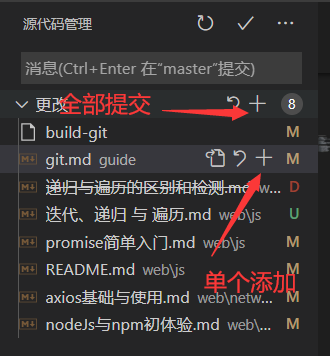 源代码管理
消息(Ctrl+Enter 在“master”提交)
更改 全部提交 8
build-git M
git.md guide M
递归与遍历的区别和检测.md w... D
迭代、递归 与 遍历.md web\js U
promise简单入门.md web\js M
README.md web\js M
单个添加
axios基础与使用.md web\netw... M
nodeJs与npm初体验.md web\js M